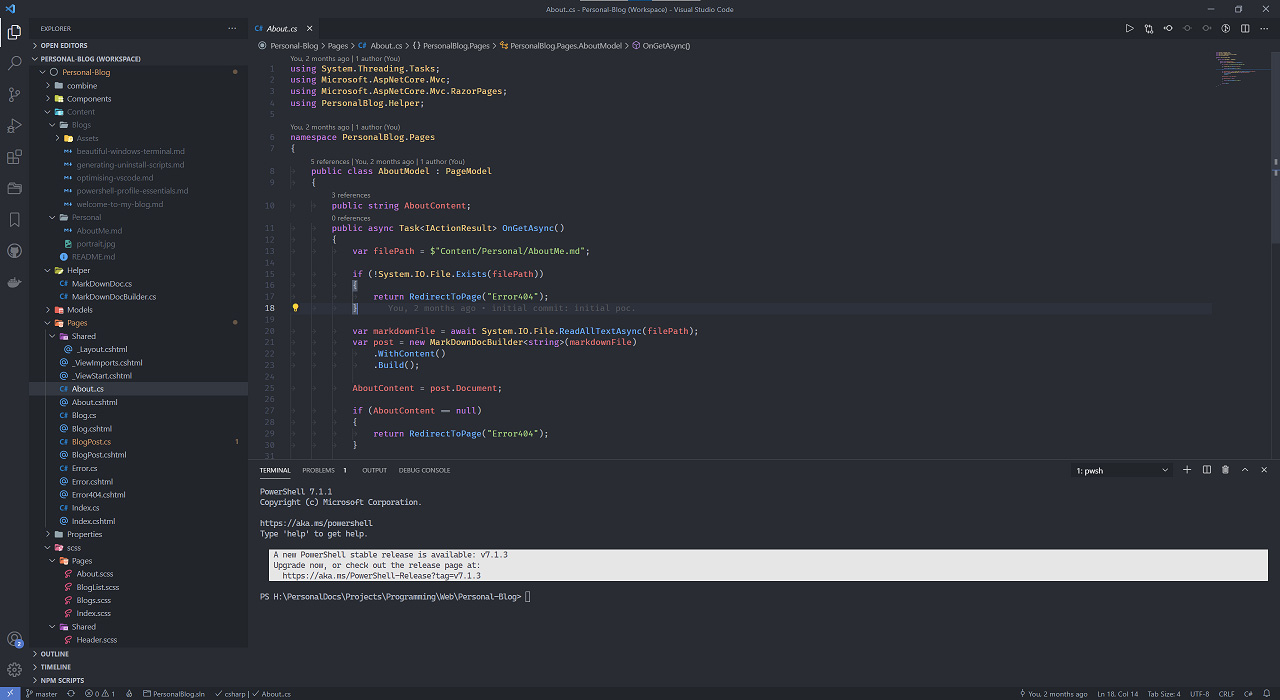 About.cs - Personal-Blog (Workspace) - Visual Studio Code
EXPLORER
OPEN EDITORS
PERSONAL-BLOG (WORKSPACE)
Personal-Blog
combine
Components
Content
Blogs
Assets
beautiful-windows-terminal.md
generating-uninstall-scripts.md
optimising-vscode.md
powershell-profile-essentials.md
welcome-to-my-blog.md
Personal
AboutMe.md
portrait.jpg
README.md
Helper
C# MarkDownDoc.cs
C# MarkDownDocBuilder.cs
Models
Pages
Shared
_Layout.cshtml
_ViewImports.cshtml
_ViewStart.cshtml
C# About.cs
About.cshtml
C# Blog.cs
Blog.cshtml
C# BlogPost.cs 1
BlogPost.cshtml
C# Error.cs
Error.cshtml
Error404.cshtml
C# Index.cs
Index.cshtml
Properties
scss
Pages
About.scss
BlogList.scss
Blogs.scss
Index.scss
Shared
Header.scss
OUTLINE
TIMELINE
NPM SCRIPTS
2
C# About.cs
Personal-Blog > Pages > C# About.cs > {} PersonalBlog.Pages > PersonalBlog.Pages.AboutModel > OnGetAsync()
You, 2 months ago | 1 author (You)
1 using System.Threading.Tasks;
2 using Microsoft.AspNetCore.Mvc;
3 using Microsoft.AspNetCore.Mvc.RazorPages;
4 using PersonalBlog.Helper;
5
You, 2 months ago | 1 author (You)
6 namespace PersonalBlog.Pages
7 {
5 references | You, 2 months ago | 1 author (You)
8 public class AboutModel : PageModel
9 {
3 references
10 public string AboutContent;
0 references
11 public async Task<IActionResult> OnGetAsync()
12 {
13 var filePath = $"Content/Personal/AboutMe.md";
14
15 if (!System.IO.File.Exists(filePath))
16 {
17 return RedirectToPage("Error404");
18 } You, 2 months ago • initial commit: initial poc.
19
20 var markdownFile = await System.IO.File.ReadAllTextAsync(filePath);
21 var post = new MarkDownDocBuilder<string>(markdownFile)
22 .WithContent()
23 .Build();
24
25 AboutContent = post.Document;
26
27 if (AboutContent == null)
28 {
29 return RedirectToPage("Error404");
30 }
31
TERMINAL PROBLEMS 1 OUTPUT DEBUG CONSOLE
1: pwsh
PowerShell 7.1.1
Copyright (c) Microsoft Corporation.
https://aka.ms/powershell
Type 'help' to get help.
A new PowerShell stable release is available: v7.1.3
Upgrade now, or check out the release page at:
https://aka.ms/PowerShell-Release?tag=v7.1.3
PS H:\PersonalDocs\Projects\Programming\Web\Personal-Blog>
master 0 1 PersonalBlog.sln csharp | About.cs
You, 2 months ago Ln 18, Col 14 Tab Size: 4 UTF-8 CRLF C#